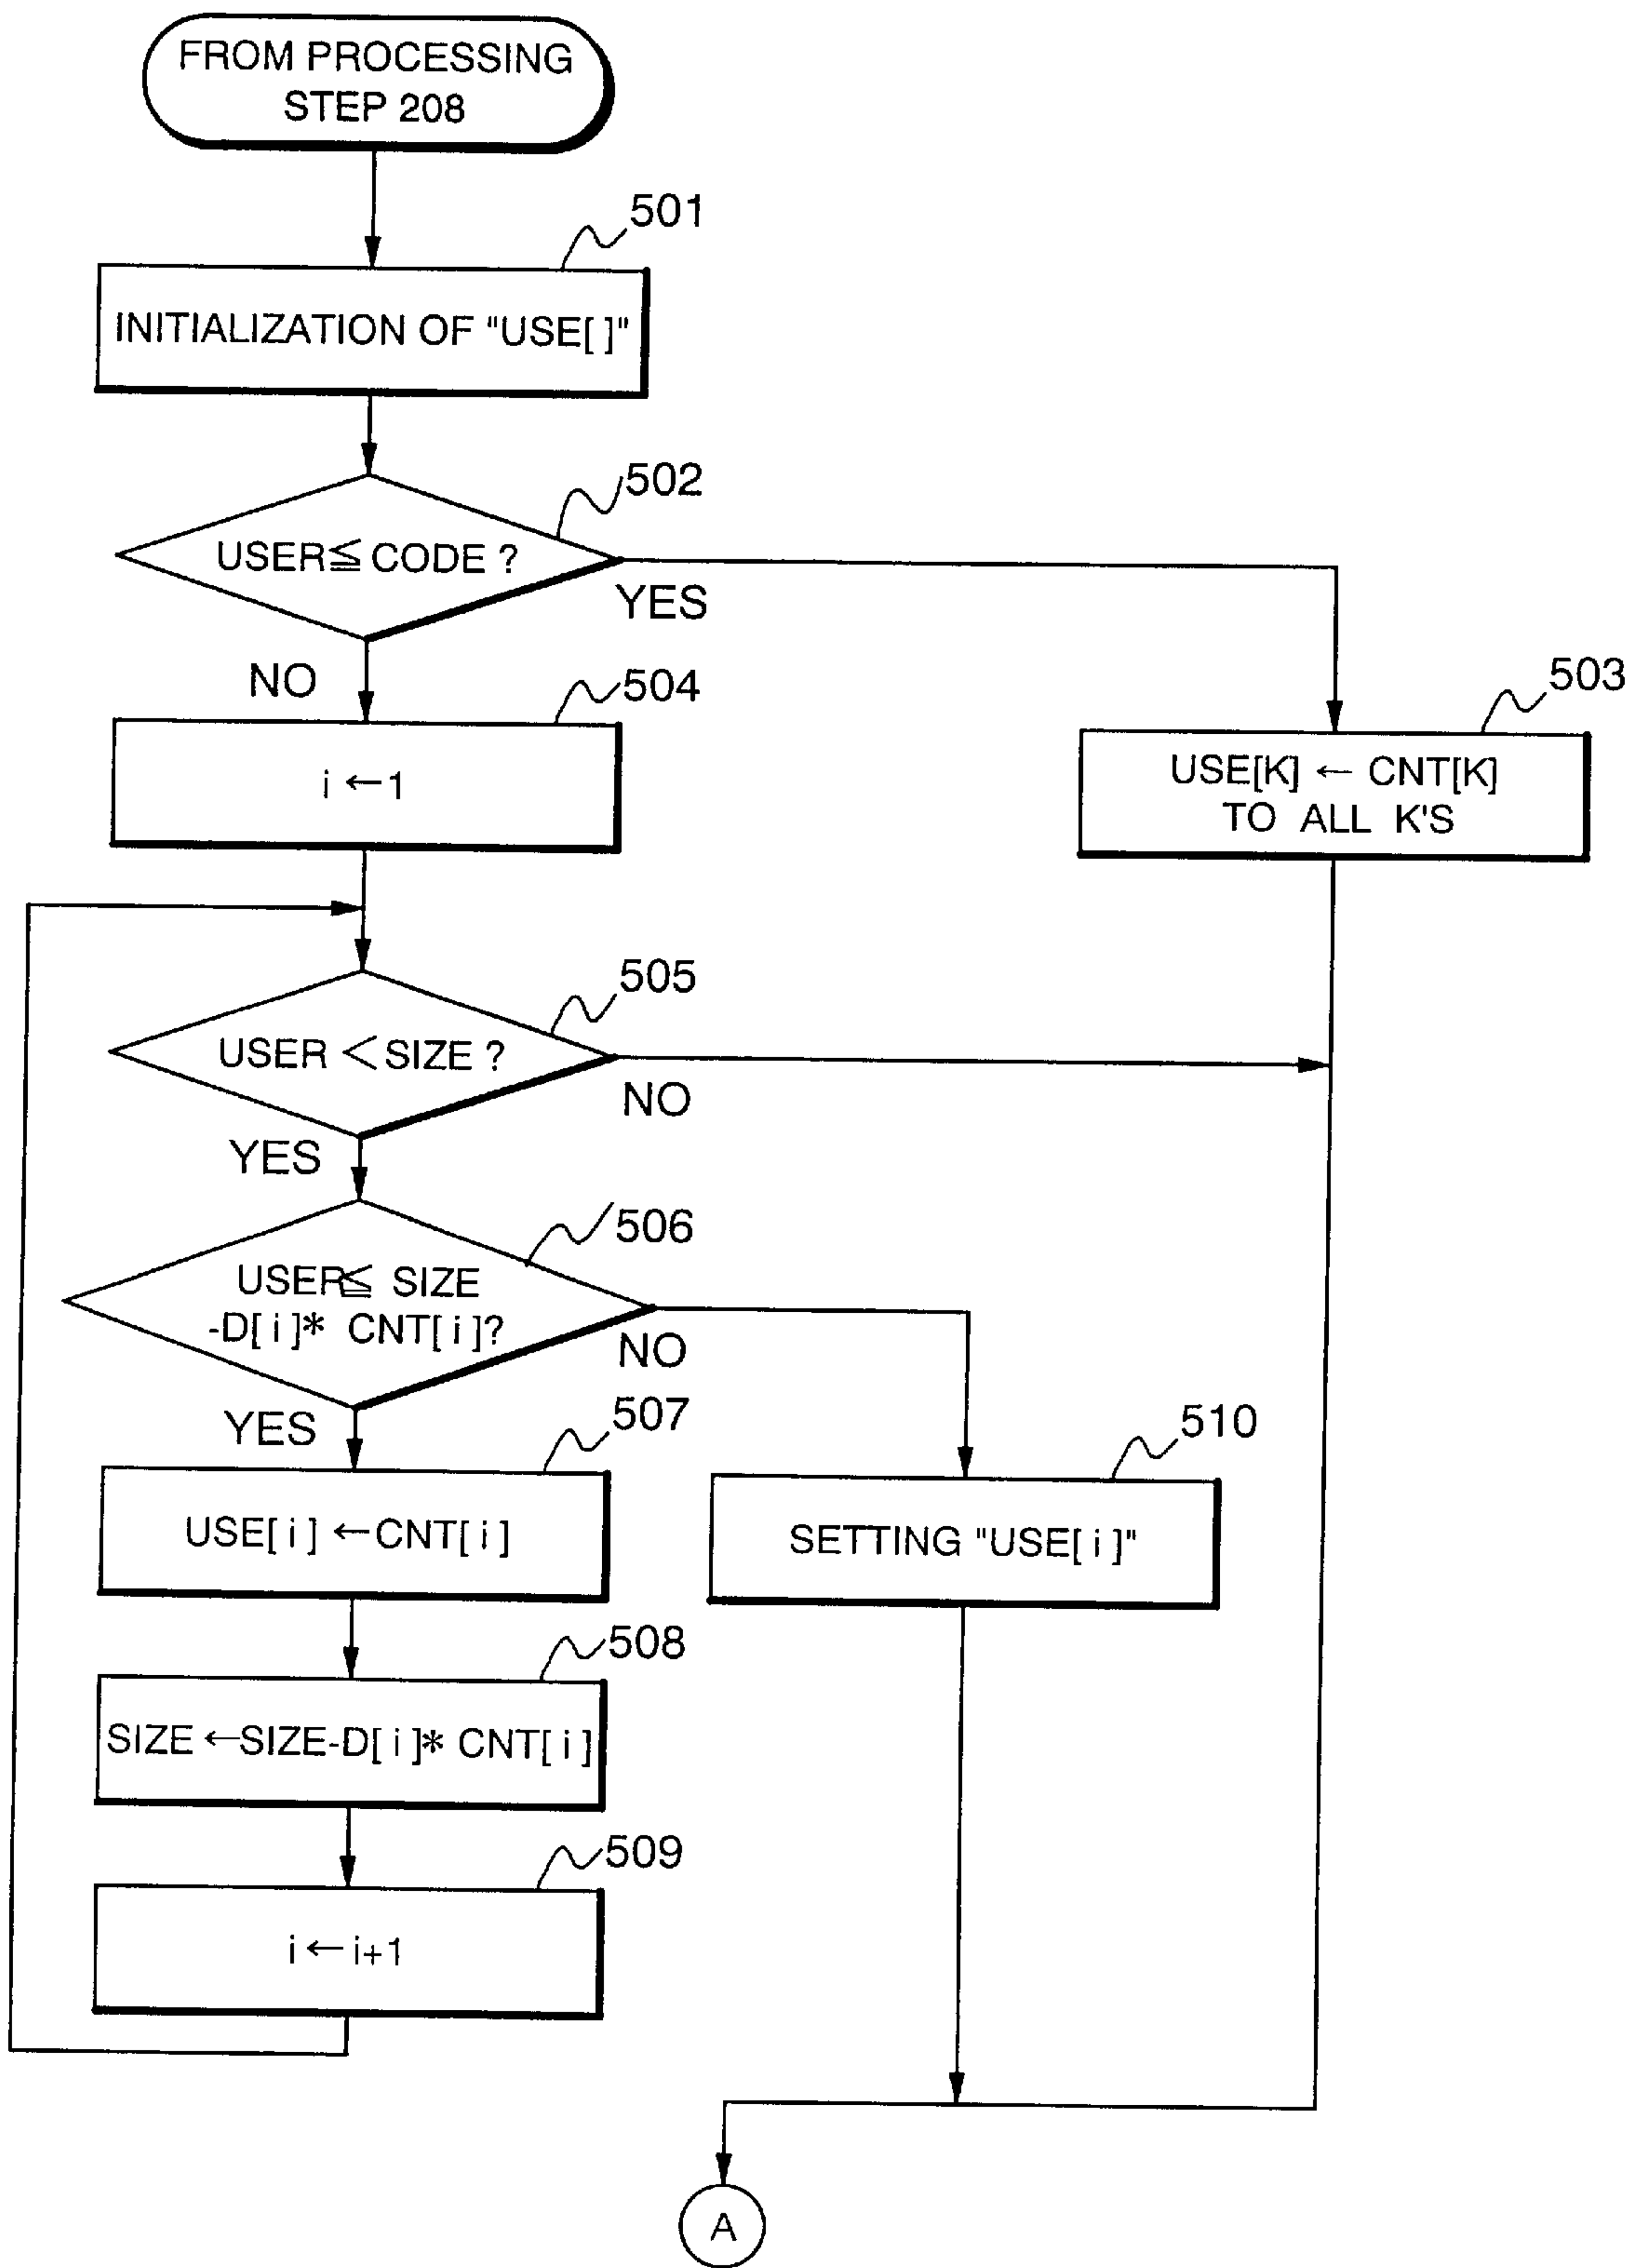 FROM PROCESSING
STEP 208
501
INITIALIZATION OF "USE[ ]"
502
USER≦ CODE ?
YES
NO
504
503
i ←1
USE[K] ← CNT[K]
TO ALL K'S
505
USER <SIZE ?
NO
YES
506
USER≦ SIZE
-D[ i ]* CNT[ i ]?
NO
YES
507
510
USE[ i ] ←CNT[ i ]
SETTING "USE[ i ]"
508
SIZE ←SIZE-D[ i ]* CNT[ i ]
509
i ← i+1
A